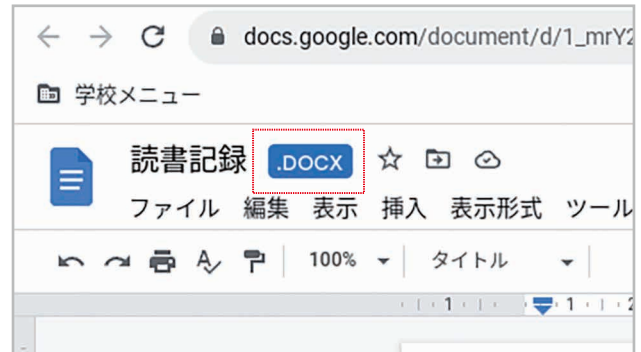 docs.google.com/document/d/1_mrY2
学校メニュー
読書記録 .DOCX
ファイル 編集 表示 挿入 表示形式 ツール
100% タイトル
1 1 2